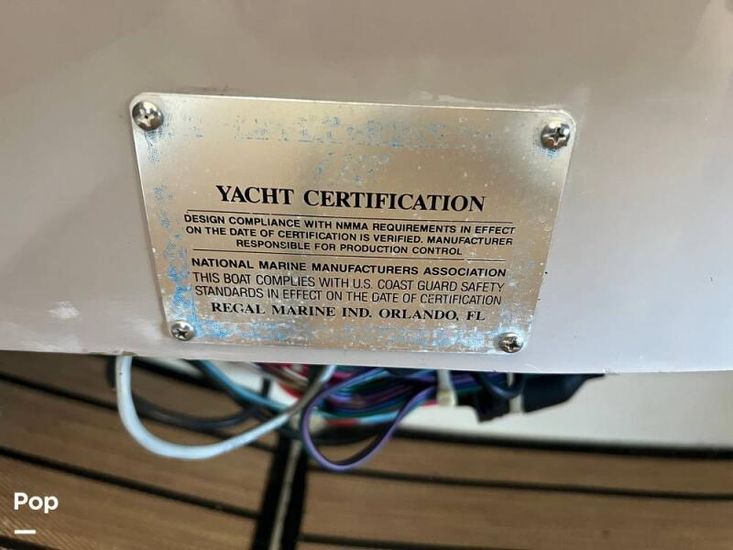 YACHT CERTIFICATION
DESIGN COMPLIANCE WITH NMMA REQUIREMENTS IN EFFECT
ON THE DATE OF CERTIFICATION IS VERIFIED. MANUFACTURER
RESPONSIBLE FOR PRODUCTION CONTROL
NATIONAL MARINE MANUFACTURERS ASSOCIATION
THIS BOAT COMPLIES WITH U.S. COAST GUARD SAFETY
STANDARDS IN EFFECT ON THE DATE OF CERTIFICATION
REGAL MARINE IND. ORLANDO, FL
Pop